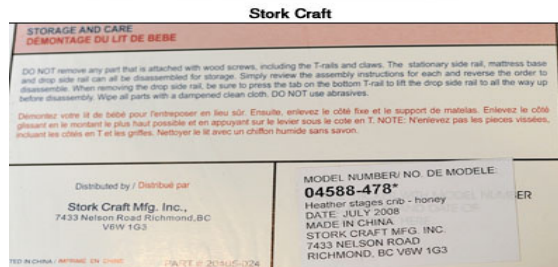 Stork Craft
STORAGE AND CARE
DÉMONTAGE DU LIT DE BEBE
DO NOT remove any part that is attached with wood screws, including the T-rails and claws. The stationary side rail, mattress base
and drop side rail can all be disassembled for storage. Simply review the assembly instructions for each and reverse the order to
disassemble. When removing the drop side rail, be sure to press the tab on the bottom T-rail to lift the drop side rail to all the way up
before disassembly. Wipe all parts with a dampened clean cloth. DO NOT use abrasives.
Demontez votre lit de bébé pour l'entreposer en lieu sûr. Ensuite, enlevez le côté fixe et le support de matelas. Enlevez le côté
glissant en le montant le plus haut possible et en appuyant sur le levier sous le cote en T. NOTE: N'enlevez pas les pieces vissées,
incluant les côtés en T et les griffes. Nettoyer le lit avec un chiffon humide sans savon.
Distributed by / Distribué par
Stork Craft Mfg. Inc.,
7433 Nelson Road Richmond, BC
V6W 1G3
TED IN CHINA / IMPRIMÉ EN CHINE
PART # 20405-024
MODEL NUMBER/ NO. DE MODELE:
04588-478*
Heather stages crib - honey
DATE: JULY 2008
MADE IN CHINA
STORK CRAFT MFG. INC.
7433 NELSON ROAD
RICHMOND, BC V6W 1G3